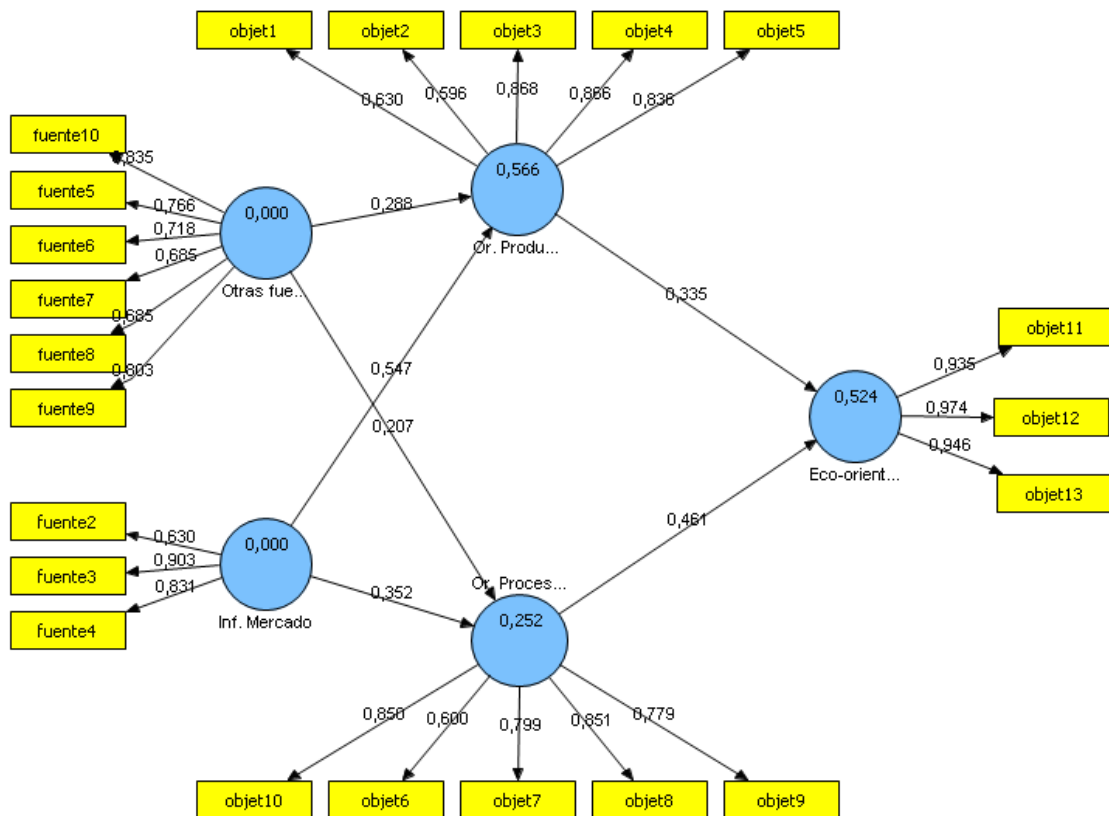 objet1
objet2
objet3
objet4
objet5
0,630
0,596
0,868
0,866
0,836
fuente10
fuente5
fuente6
fuente7
fuente8
fuente9
0,835
0,766
0,718
0,685
0,685
0,803
0,000
Otras fue...
0,288
0,566
Or. Produ...
0,547
0,207
0,335
fuente2
fuente3
fuente4
0,630
0,903
0,831
0,000
Inf. Mercado
0,352
Or. Proces...
0,252
0,461
0,524
Eco-orient...
0,935
0,974
0,946
objet11
objet12
objet13
0,850
0,600
0,799
0,851
0,779
objet10
objet6
objet7
objet8
objet9